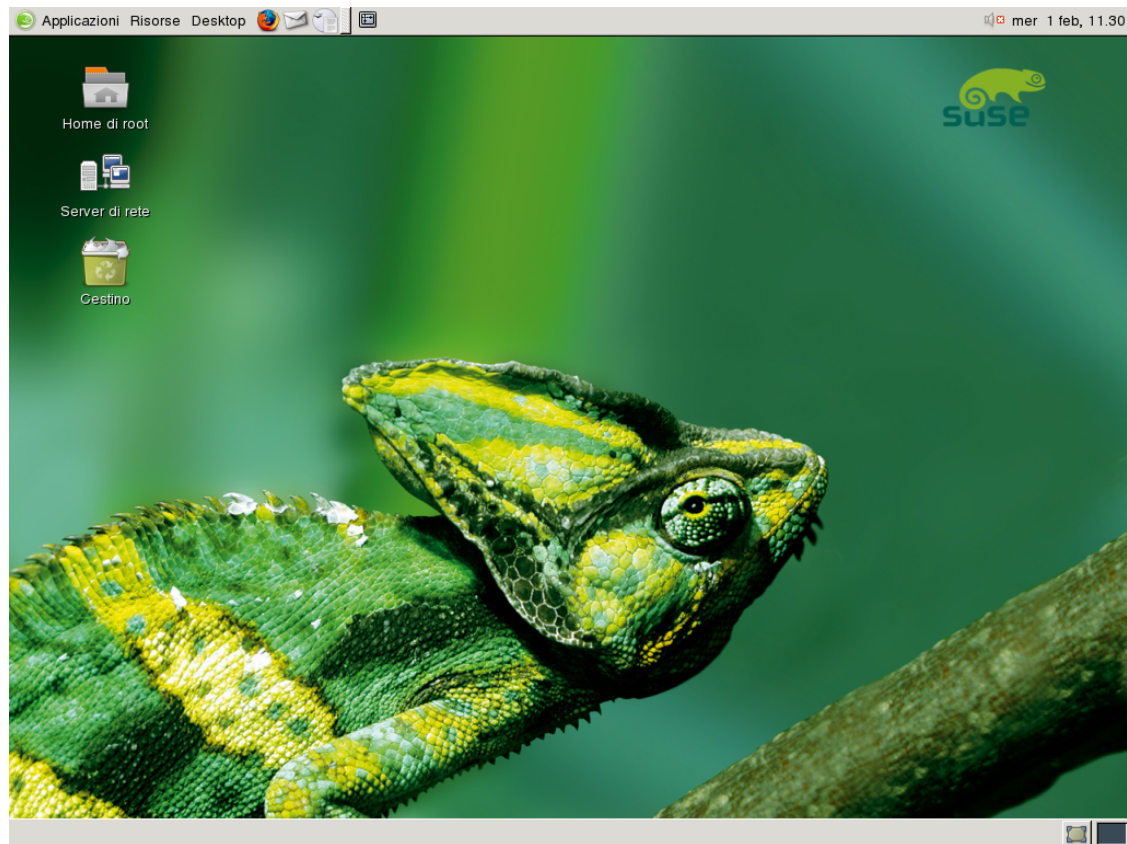 Applicazioni Risorse Desktop mer 1 feb, 11.30
suse
Home di root
Server di rete
Cestino